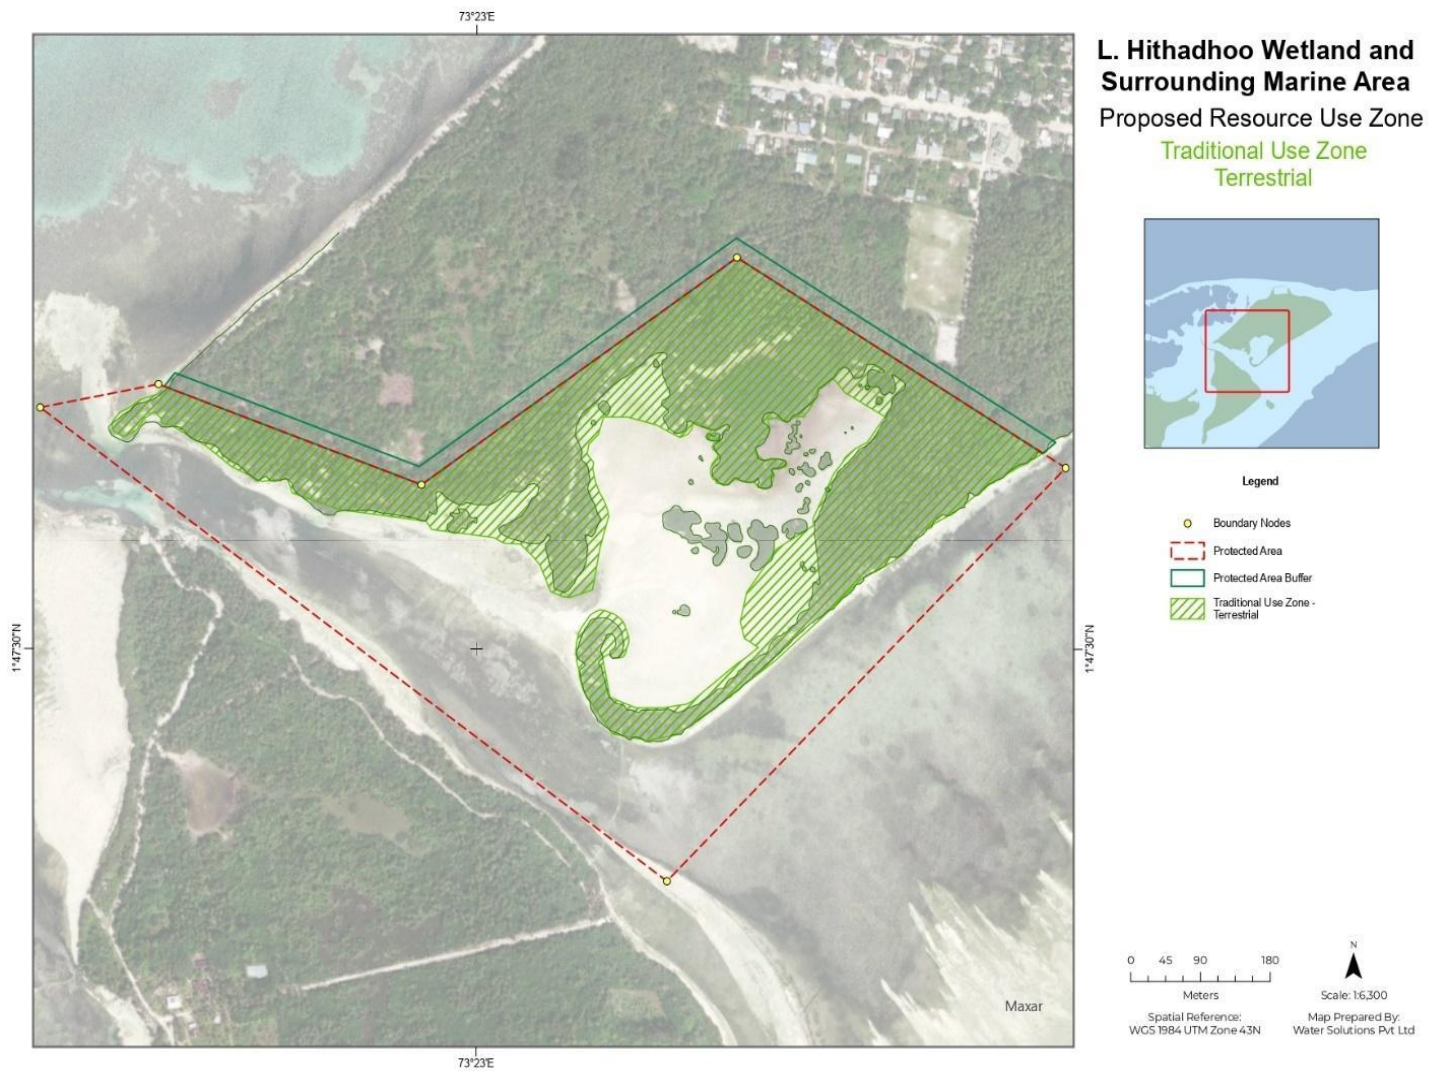 73°23'E
L. Hithadhoo Wetland and
Surrounding Marine Area
Proposed Resource Use Zone
Traditional Use Zone
Terrestrial
Legend
Boundary Nodes
Protected Area
Protected Area Buffer
Traditional Use Zone -
Terrestrial
1°47'30"N
1°47'30"N
Maxar
0 45 90 180
Meters
Spatial Reference:
WGS 1984 UTM Zone 43N
N
Scale: 1:6,300
Map Prepared By:
Water Solutions Pvt Ltd
73°23'E